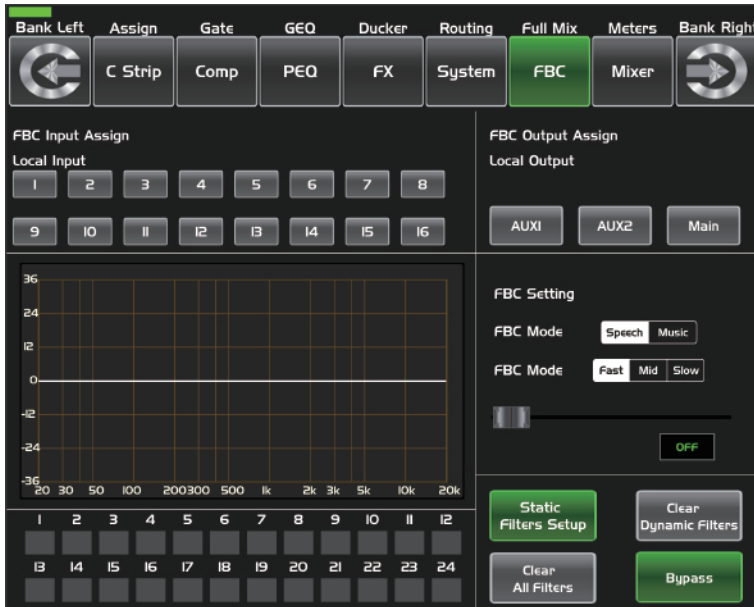 Bank Left Assign Gate GEQ Ducker Routing Full Mix Meters Bank Right
C Strip Comp PEQ FX System FBC Mixer
FBC Input Assign
Local Input
1 2 3 4 5 6 7 8
9 10 11 12 13 14 15 16
FBC Output Assign
Local Output
AUX1 AUX2 Main
36
24
12
0
-12
-24
-36
20 30 50 100 200 300 500 1k 2k 3k 5k 10k 20k
1 2 3 4 5 6 7 8 9 10 11 12
13 14 15 16 17 18 19 20 21 22 23 24
FBC Setting
FBC Mode Speech Music
FBC Mode Fast Mid Slow
OFF
Static
Filters Setup
Clear
Dynamic Filters
Clear
All Filters
Bypass